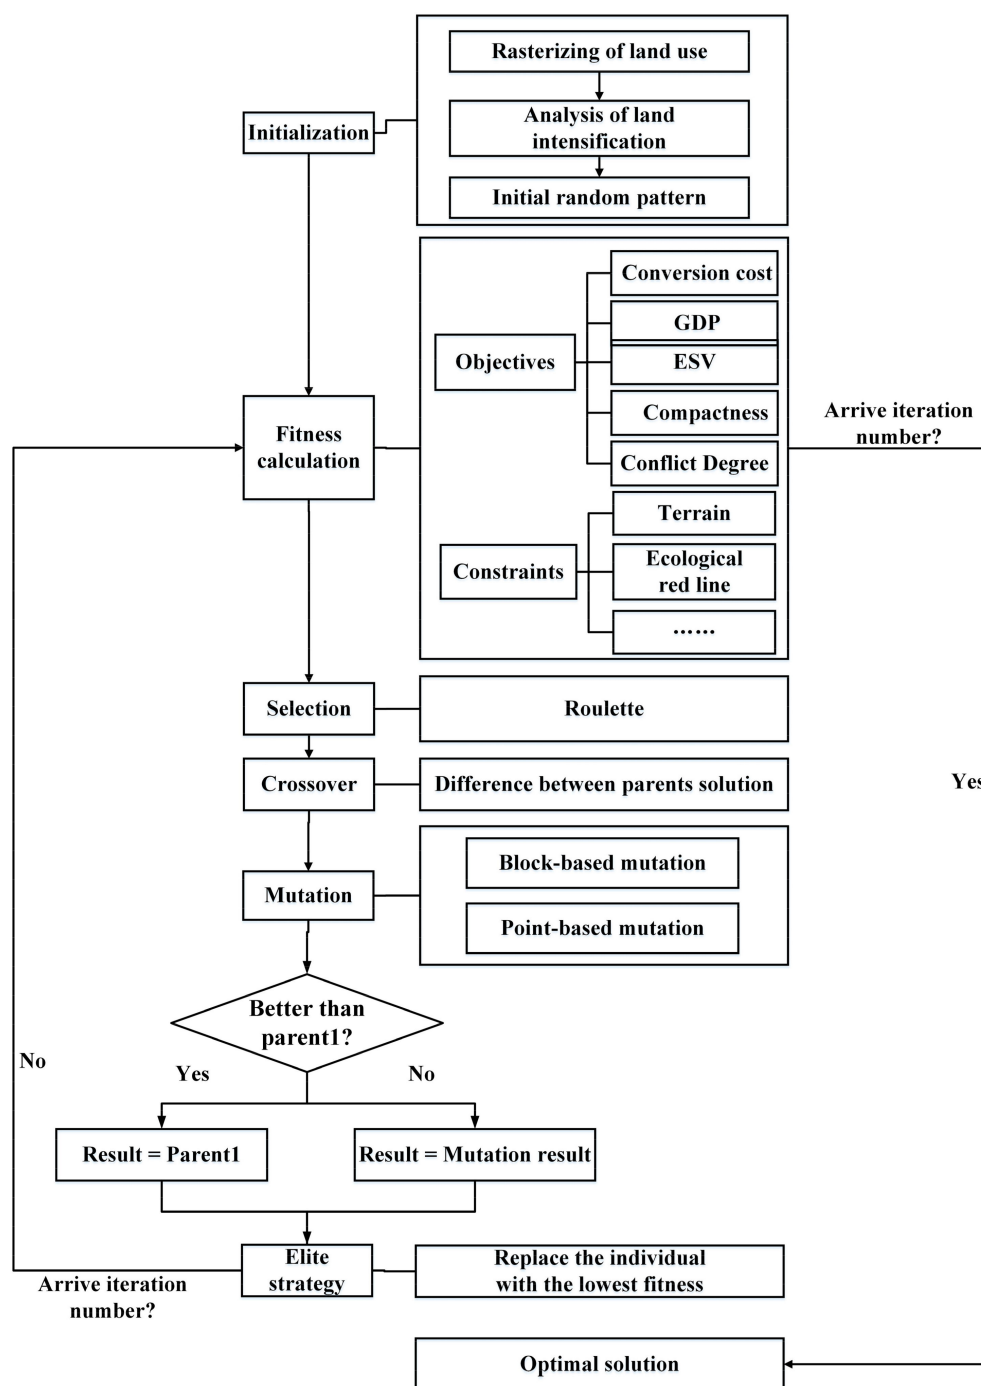 Rasterizing of land use
Initialization
Analysis of land
intensification
Initial random pattern
Conversion cost
GDP
Objectives
ESV
Compactness
Conflict Degree
Fitness
calculation
Arrive iteration
number?
Terrain
Constraints
Ecological
red line
……
Selection
Roulette
Crossover
Difference between parents solution
Yes
Mutation
Block-based mutation
Point-based mutation
Better than
parent1?
No
Yes
No
Result = Parent1
Result = Mutation result
Elite
strategy
Replace the individual
with the lowest fitness
Arrive iteration
number?
Optimal solution